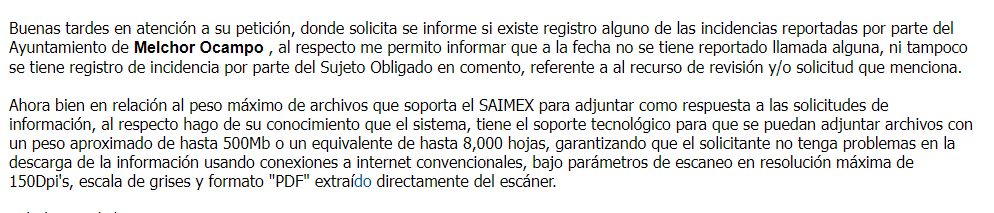 Buenas tardes en atención a su petición, donde solicita se informe si existe registro alguno de las incidencias reportadas por parte del
Ayuntamiento de Melchor Ocampo , al respecto me permito informar que a la fecha no se tiene reportado llamada alguna, ni tampoco
se tiene registro de incidencia por parte del Sujeto Obligado en comento, referente a al recurso de revisión y/o solicitud que menciona.
Ahora bien en relación al peso máximo de archivos que soporta el SAIMEX para adjuntar como respuesta a las solicitudes de
información, al respecto hago de su conocimiento que el sistema, tiene el soporte tecnológico para que se puedan adjuntar archivos con
un peso aproximado de hasta 500Mb o un equivalente de hasta 8,000 hojas, garantizando que el solicitante no tenga problemas en la
descarga de la información usando conexiones a internet convencionales, bajo parámetros de escaneo en resolución máxima de
150Dpi's, escala de grises y formato "PDF" extraído directamente del escáner.